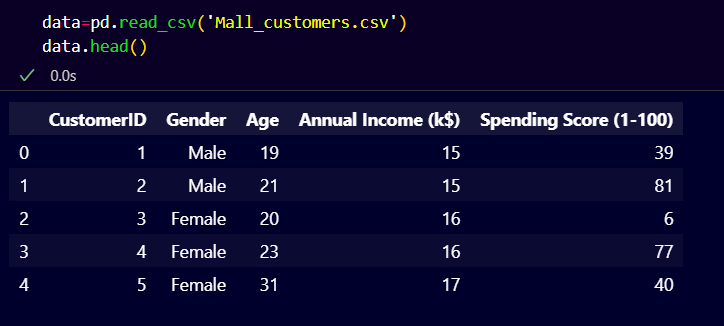 data=pd.read_csv('Mall_customers.csv')
data.head()
0.0s
CustomerID Gender Age Annual Income (k$) Spending Score (1-100)
0 1 Male 19 15 39
1 2 Male 21 15 81
2 3 Female 20 16 6
3 4 Female 23 16 77
4 5 Female 31 17 40